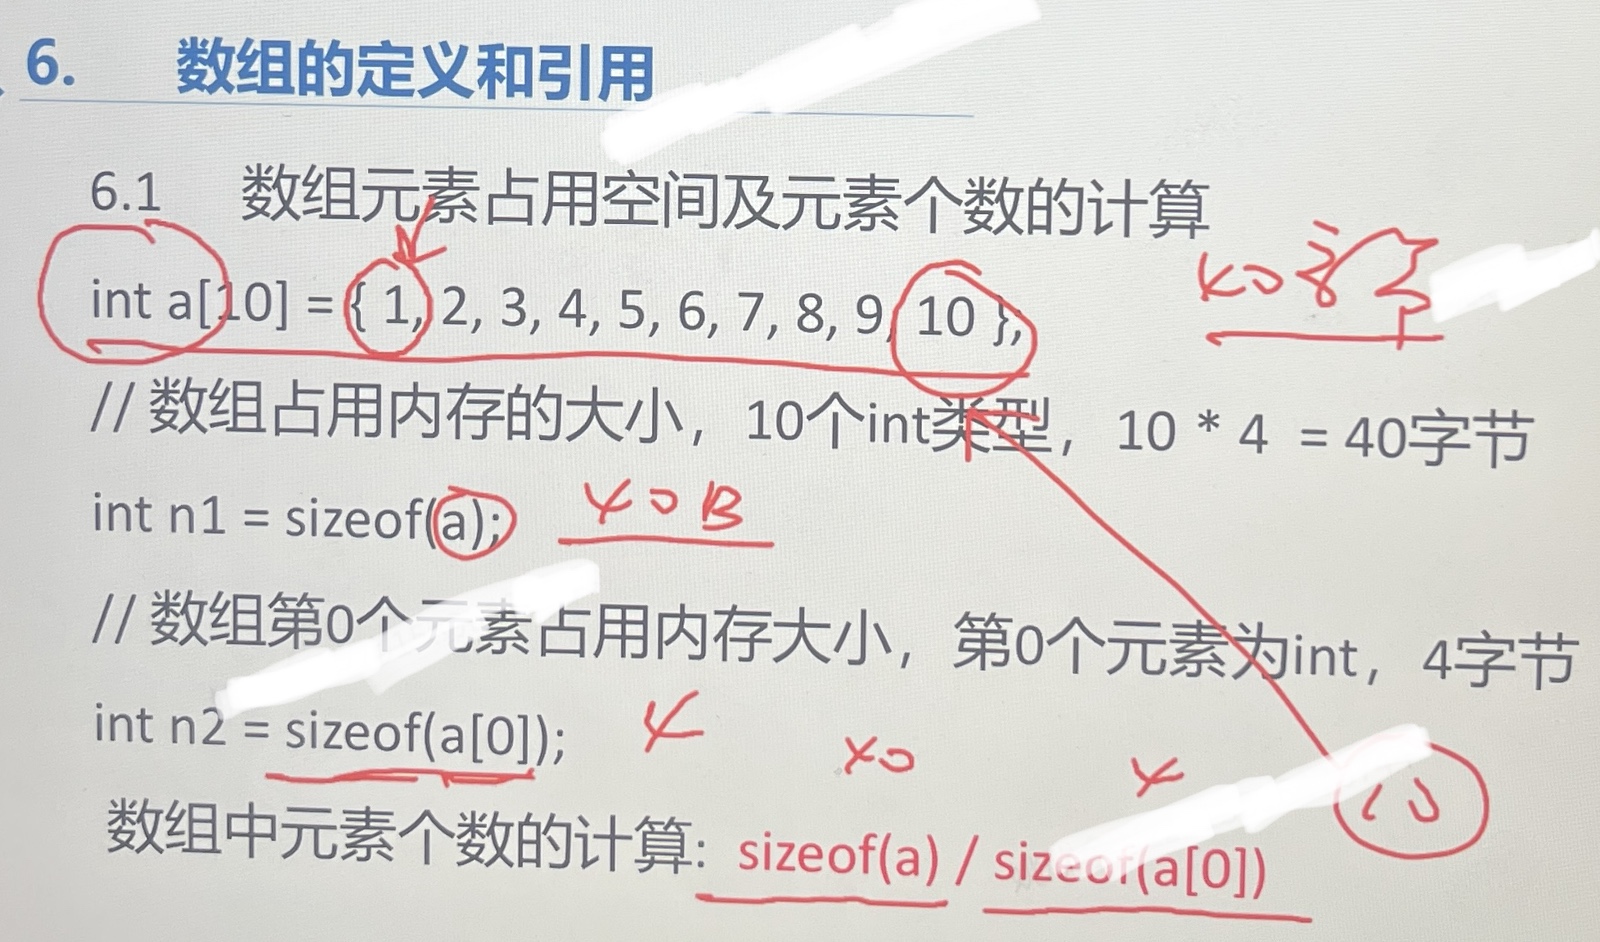 6. 数组的定义和引用
6.1 数组元素占用空间及元素个数的计算
int a[10] = { 1, 2, 3, 4, 5, 6, 7, 8, 9, 10 };
40字节
// 数组占用内存的大小，10个int类型，10 * 4 = 40字节
int n1 = sizeof(a); 40B
// 数组第0个元素占用内存大小，第0个元素为int，4字节
int n2 = sizeof(a[0]); 4
40 4 10
数组中元素个数的计算: sizeof(a) / sizeof(a[0])